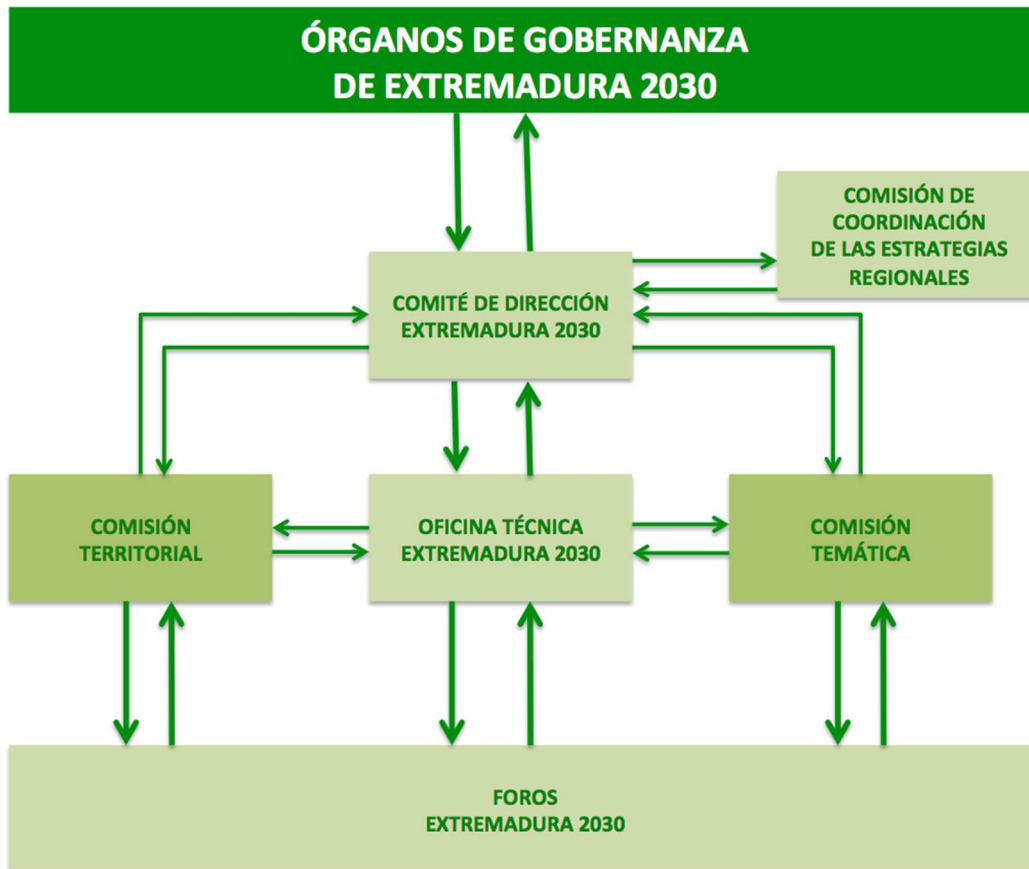 ÓRGANOS DE GOBERNANZA
DE EXTREMADURA 2030
COMISIÓN DE
COORDINACIÓN
DE LAS ESTRATEGIAS
REGIONALES
COMITÉ DE DIRECCIÓN
EXTREMADURA 2030
COMISIÓN
TERRITORIAL
OFICINA TÉCNICA
EXTREMADURA 2030
COMISIÓN
TEMÁTICA
FOROS
EXTREMADURA 2030